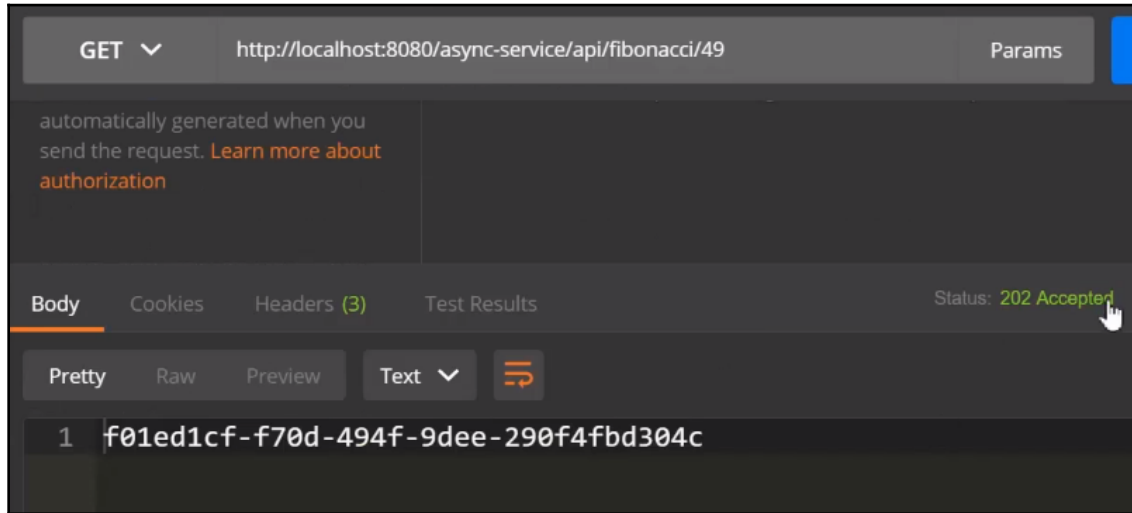 GET http://localhost:8080/async-service/api/fibonacci/49 Params
automatically generated when you
send the request. Learn more about
authorization
Body Cookies Headers (3) Test Results Status: 202 Accepted
Pretty Raw Preview Text
1 f01ed1cf-f70d-494f-9dee-290f4fbd304c